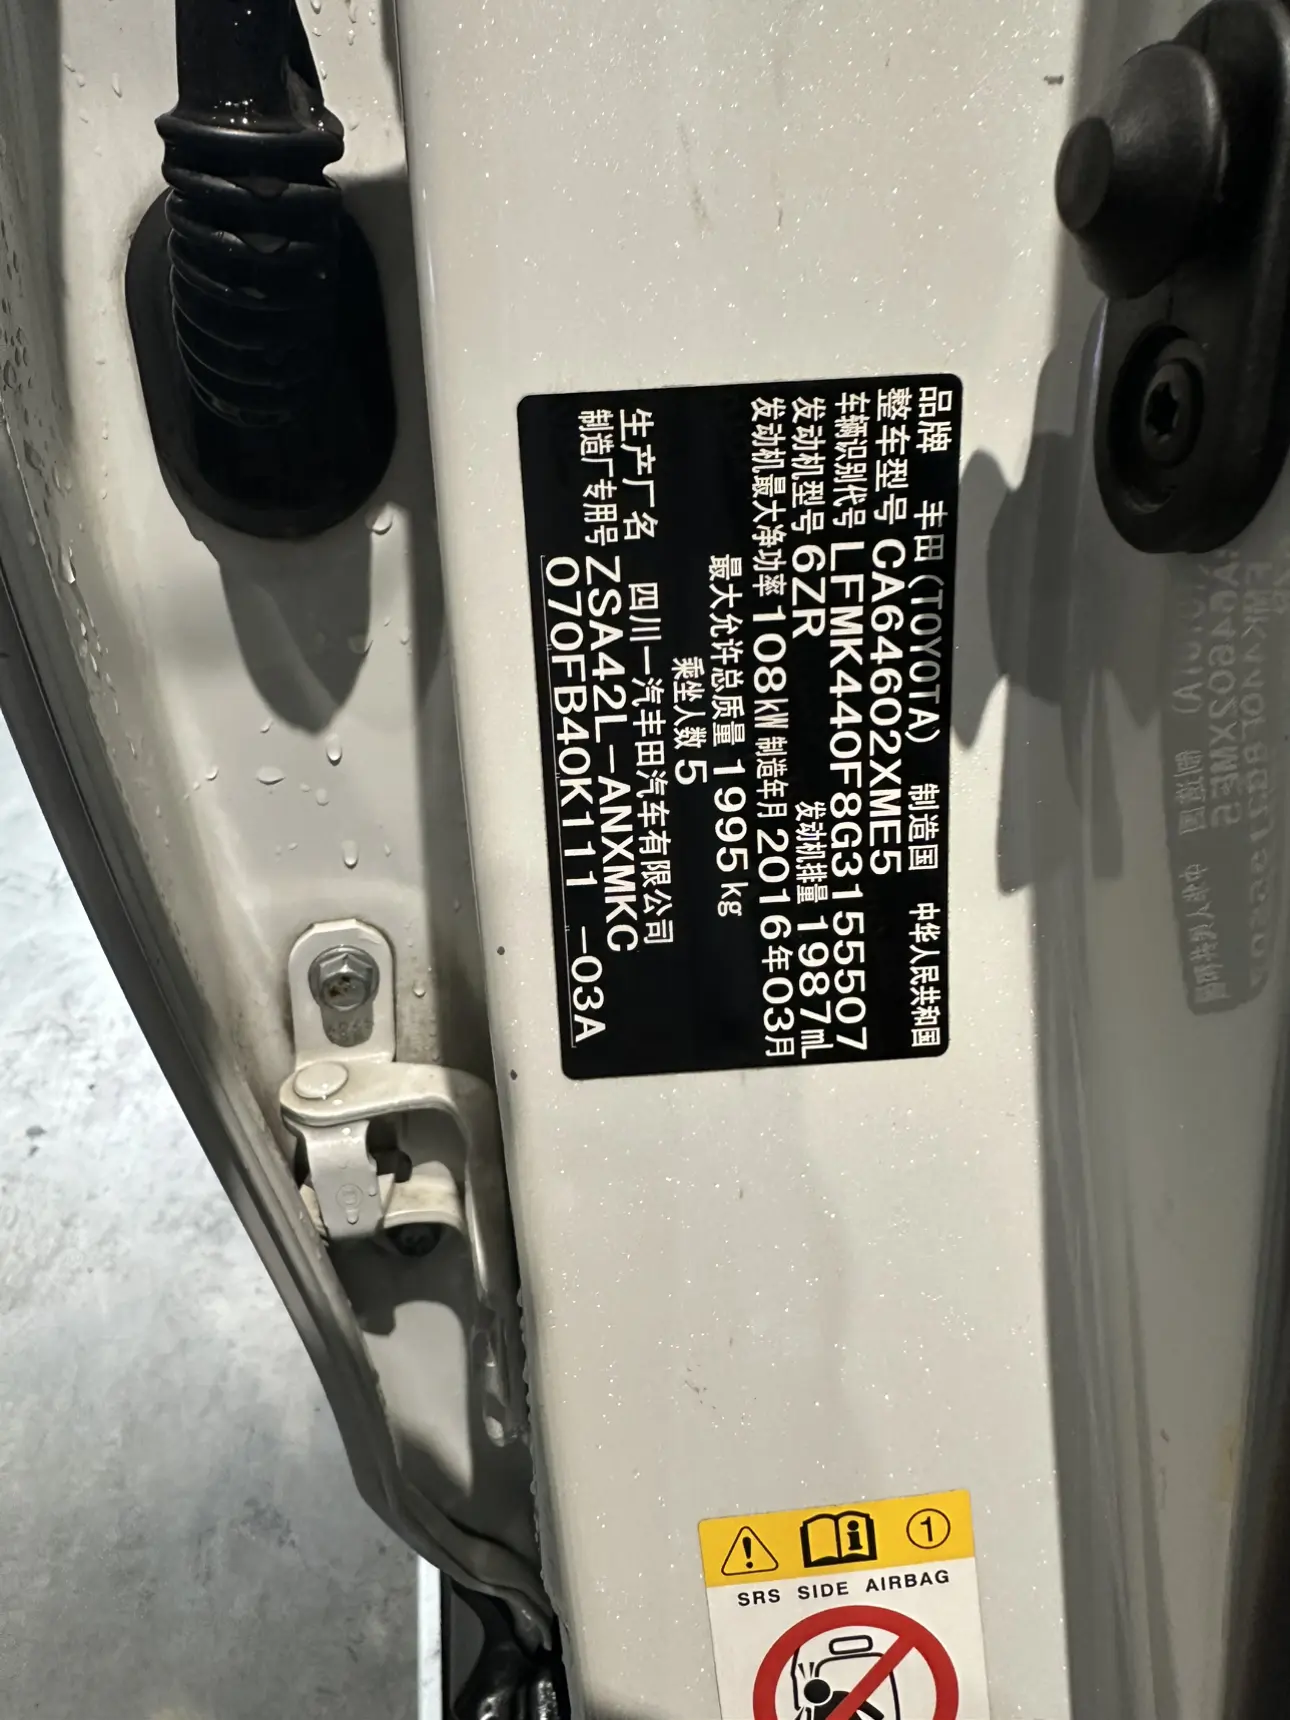 品牌 丰田(TOYOTA) 制造国 中华人民共和国
整车型号 CA64602XME5
车辆识别代号 LFMK440F8G3155507
发动机型号 6ZR 发动机排量 1987mL
发动机最大净功率 108kW 制造年月 2016年03月
最大允许总质量 1995kg
乘坐人数 5
生产厂名 四川一汽丰田汽车有限公司
制造厂专用号 ZSA42L-ANXMKC
070FB40K111 -03A
1
SRS SIDE AIRBAG